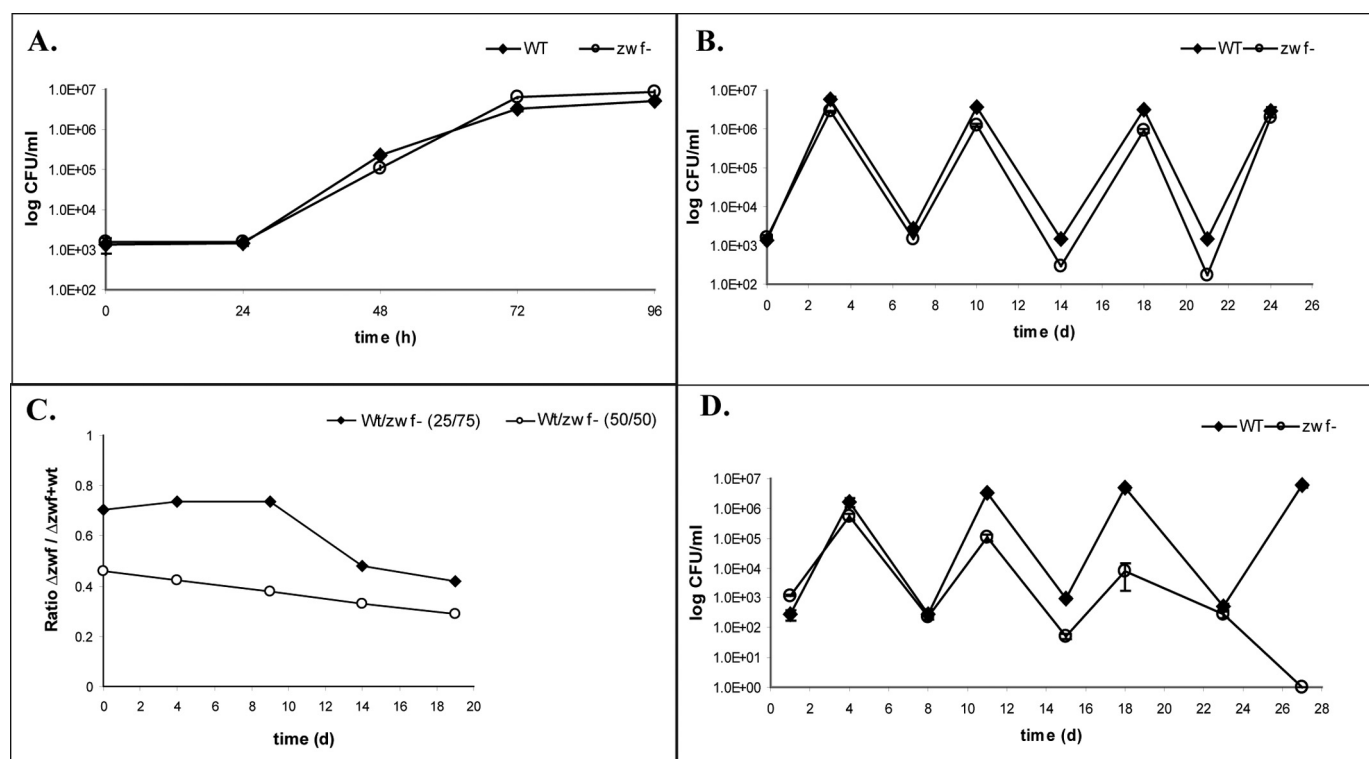 A.
WT zwf-
1.0E+07
1.0E+06
1.0E+05
1.0E+04
1.0E+03
1.0E+02
log CFU/ml
0 24 48 72 96
time (h)
B.
WT zwf-
1.0E+07
1.0E+06
1.0E+05
1.0E+04
1.0E+03
1.0E+02
log CFU/ml
0 2 4 6 8 10 12 14 16 18 20 22 24 26
time (d)
C.
Wt/zwf- (25/75) Wt/zwf- (50/50)
1
0.8
0.6
0.4
0.2
0
Ratio Δzwf / Δzwf+wt
0 2 4 6 8 10 12 14 16 18 20
time (d)
D.
WT zwf-
1.0E+07
1.0E+06
1.0E+05
1.0E+04
1.0E+03
1.0E+02
1.0E+01
1.0E+00
log CFU/ml
0 2 4 6 8 10 12 14 16 18 20 22 24 26 28
time (d)